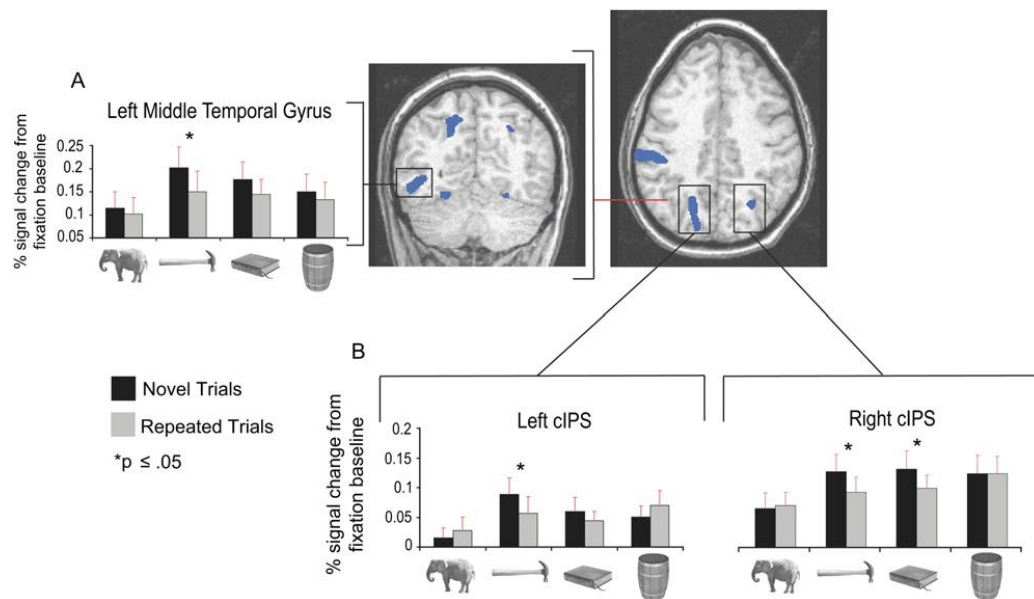 A
Left Middle Temporal Gyrus
% signal change from
fixation baseline
*
0.25
0.2
0.15
0.1
0.05
Novel Trials
Repeated Trials
*p ≤ .05
B
Left cIPS
% signal change from
fixation baseline
*
0.2
0.15
0.1
0.05
0
Right cIPS
* *